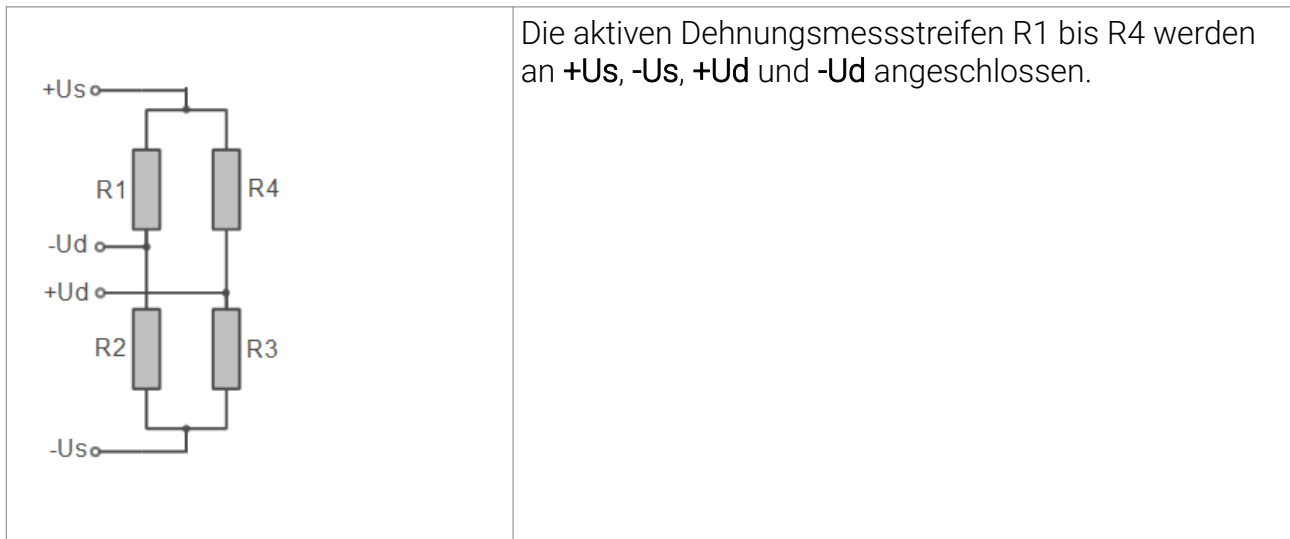 Die aktiven Dehnungsmessstreifen R1 bis R4 werden
an +Us, -Us, +Ud und -Ud angeschlossen.
+Us
R1
R4
-Ud
+Ud
R2
R3
-Us